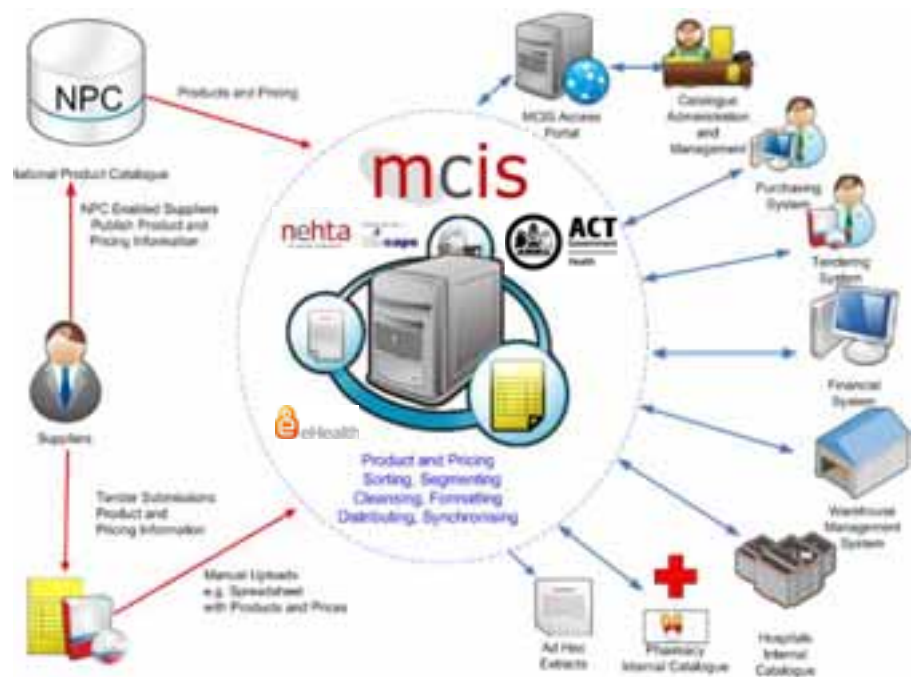 NPC
Products and Pricing
National Product Catalogue
NPC Enabled Suppliers
Publish Product and
Pricing Information
Suppliers
Tender Submissions
Product and
Pricing Information
Manual Uploads
e.g. Spreadsheet
with Products and Prices
mcis
nehta
ACT
Government
Health
eHealth
Product and Pricing
Sorting, Segmenting
Cleansing, Formatting
Distributing, Synchronising
MCIS Access
Portal
Catalogue
Administration
and
Management
Purchasing
System
Tendering
System
Financial
System
Warehouse
Management
System
Hospitals
Internal
Catalogue
Pharmacy
Internal Catalogue
Ad Hoc
Extracts